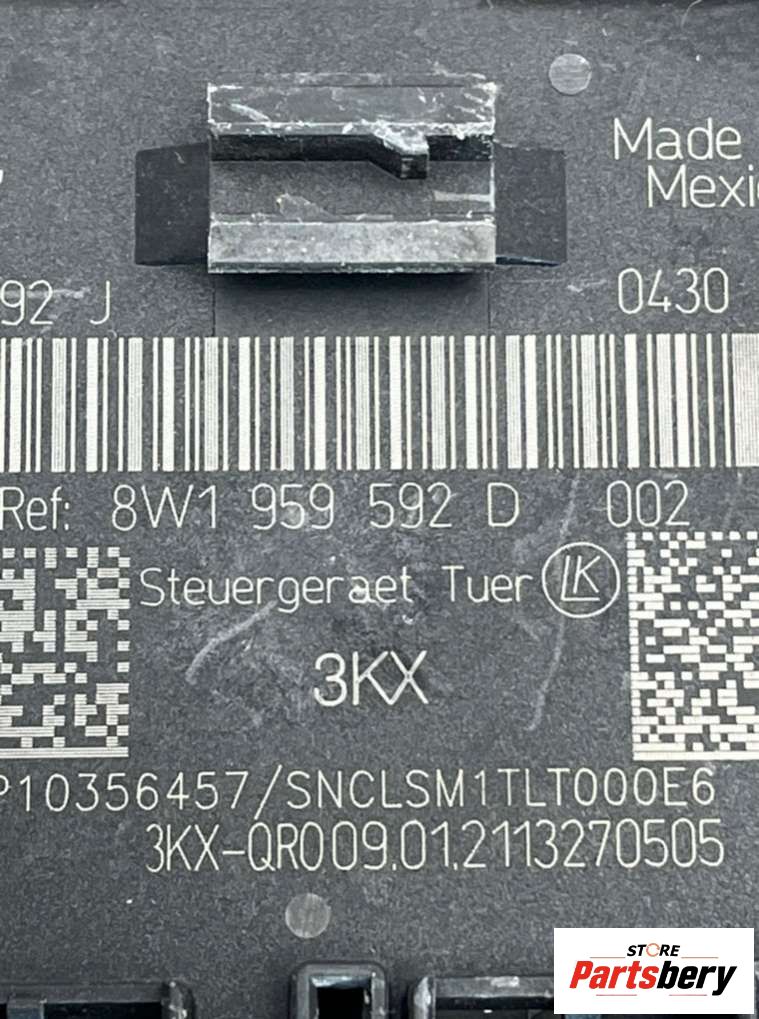 Made
92 J
0430
Ref: 8W1 959 592 D 002
Steuergeraet Tuer LK
3KX
P10356457/SNCLSM1TLT000E6
3KX-QR009.01.2113270505
STORE
Partsbery